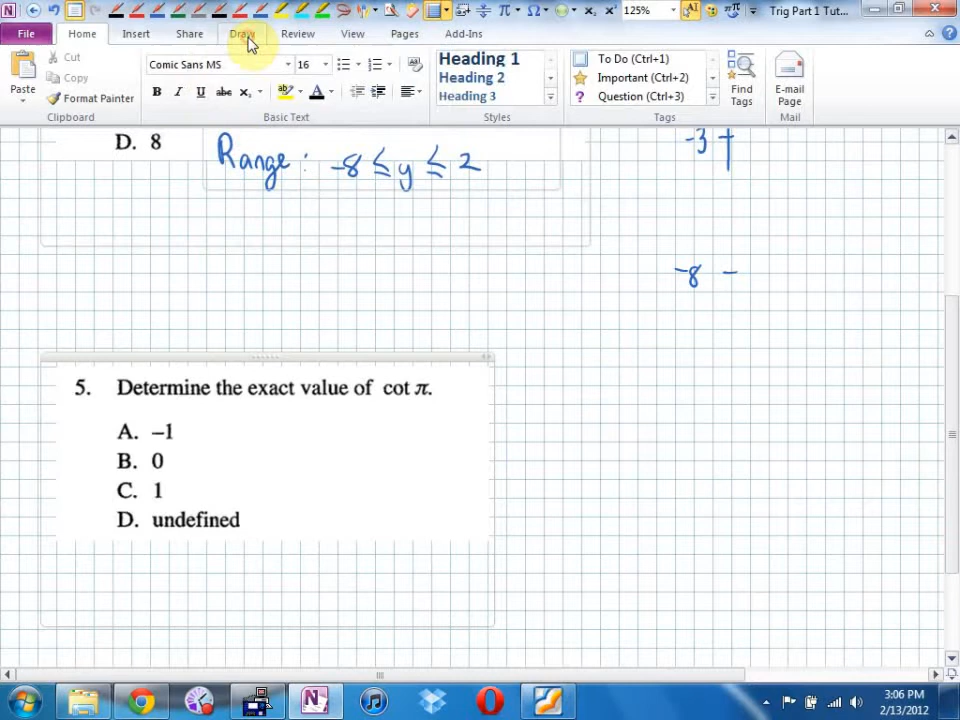 125%
Trig Part 1 Tut...
File Home Insert Share Draw Review View Pages Add-Ins
Paste
Cut
Copy
Format Painter
Clipboard
Comic Sans MS 16
B I U abc x₂ ab A
Basic Text
Heading 1
Heading 2
Heading 3
Styles
To Do (Ctrl+1)
Important (Ctrl+2)
Question (Ctrl+3)
Tags
Find Tags
E-mail Page
Mail
D. 8
Range: -8 ≤ y ≤ 2
-3
-8
5. Determine the exact value of cot π.
A. –1
B. 0
C. 1
D. undefined
3:06 PM
2/13/2012